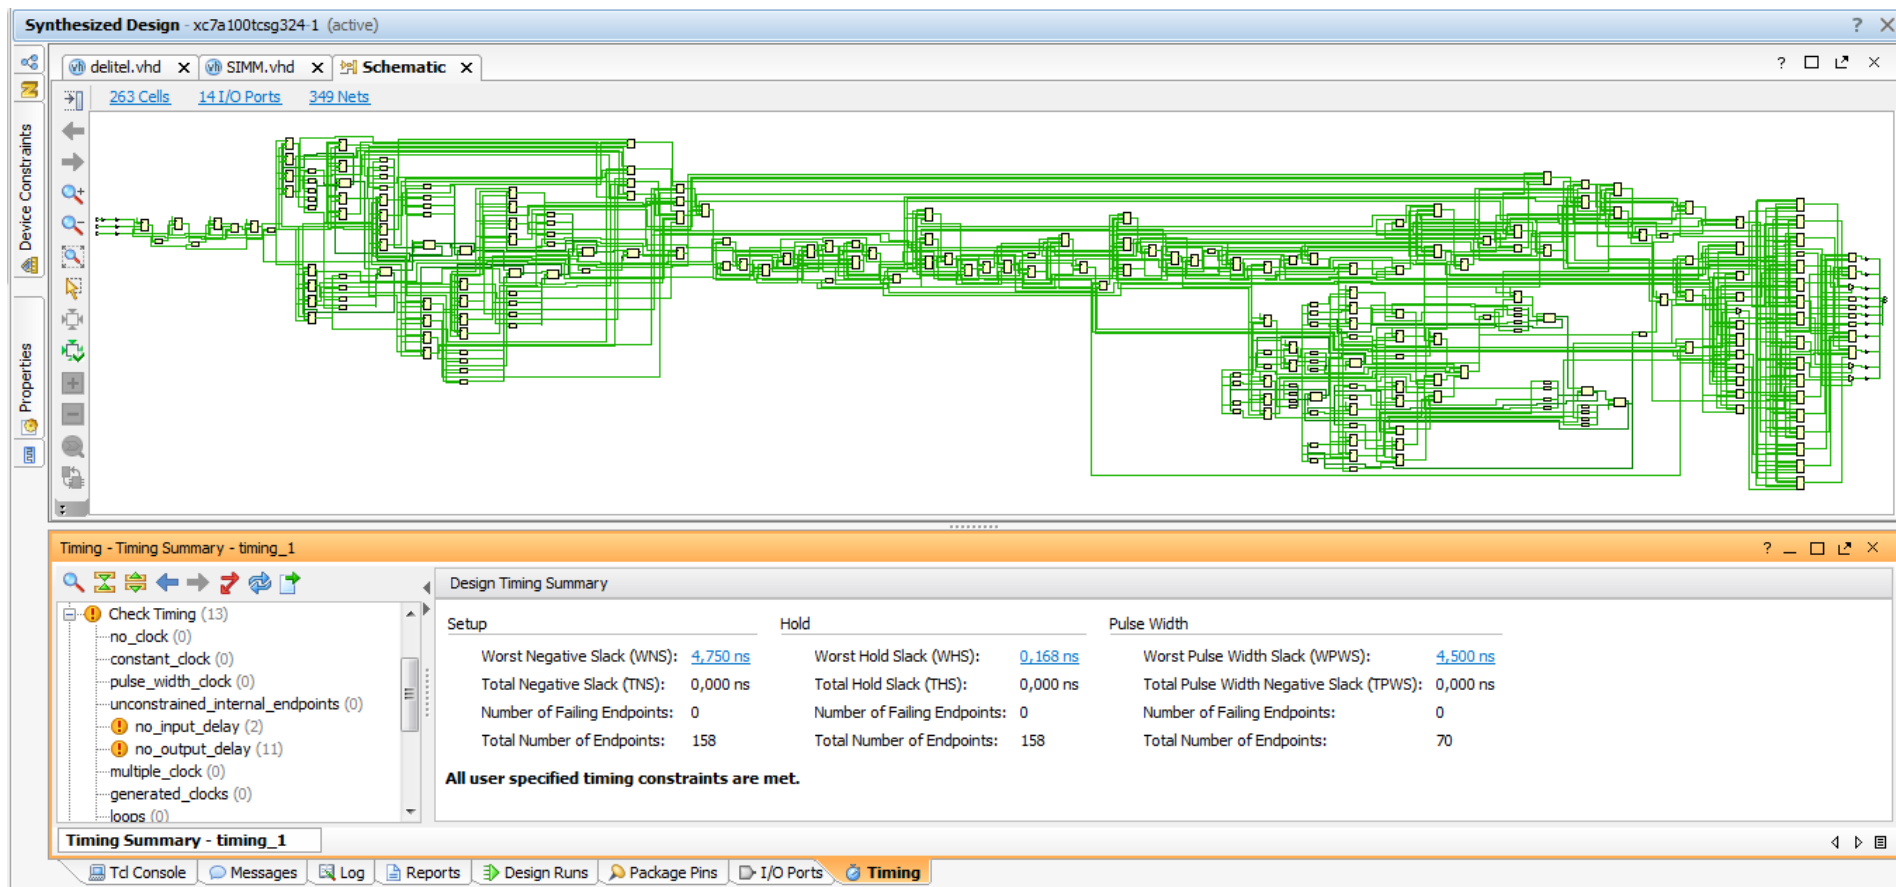 Synthesized Design - xc7a100tcsg324-1 (active)
delitel.vhd
SIMM.vhd
Schematic
263 Cells 14 I/O Ports 349 Nets
Device Constraints
Properties
Timing - Timing Summary - timing_1
Design Timing Summary
Check Timing (13)
no_clock (0)
constant_clock (0)
pulse_width_clock (0)
unconstrained_internal_endpoints (0)
no_input_delay (2)
no_output_delay (11)
multiple_clock (0)
generated_clocks (0)
loops (0)
Setup Hold Pulse Width
Worst Negative Slack (WNS): 4,750 ns Worst Hold Slack (WHS): 0,168 ns Worst Pulse Width Slack (WPWS): 4,500 ns
Total Negative Slack (TNS): 0,000 ns Total Hold Slack (THS): 0,000 ns Total Pulse Width Negative Slack (TPWS): 0,000 ns
Number of Failing Endpoints: 0 Number of Failing Endpoints: 0 Number of Failing Endpoints: 0
Total Number of Endpoints: 158 Total Number of Endpoints: 158 Total Number of Endpoints: 70
All user specified timing constraints are met.
Timing Summary - timing_1
Tcl Console Messages Log Reports Design Runs Package Pins I/O Ports Timing